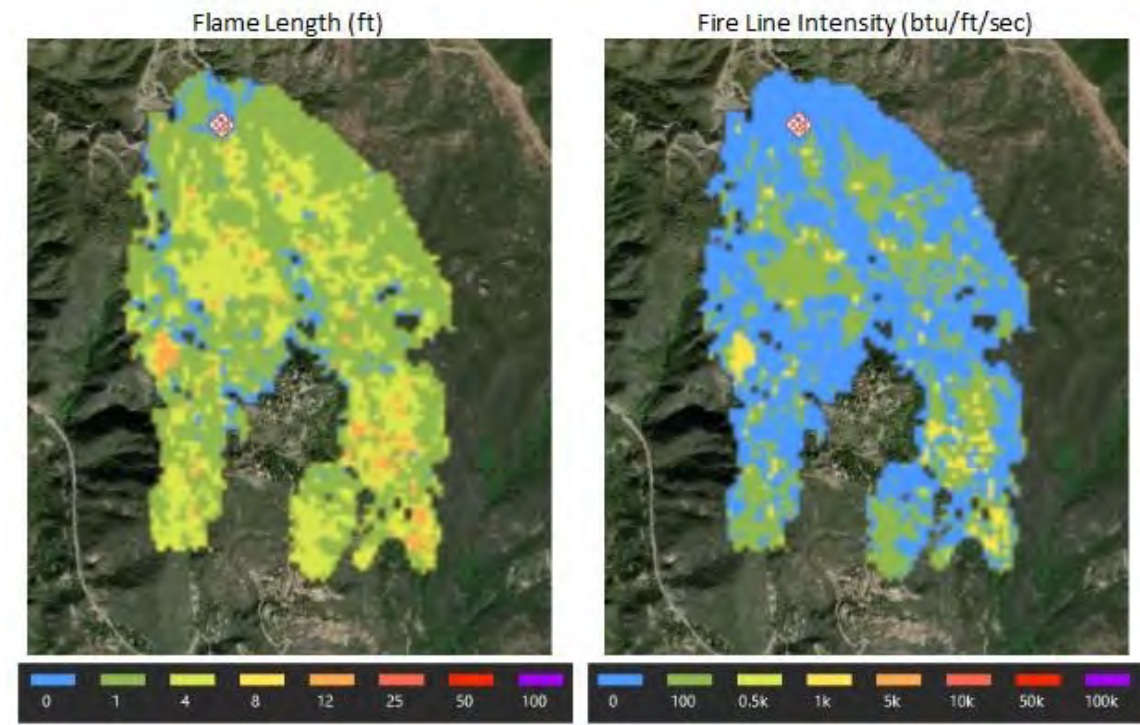 Flame Length (ft)
Fire Line Intensity (btu/ft/sec)
0 1 4 8 12 25 50 100
0 100 0.5k 1k 5k 10k 50k 100k